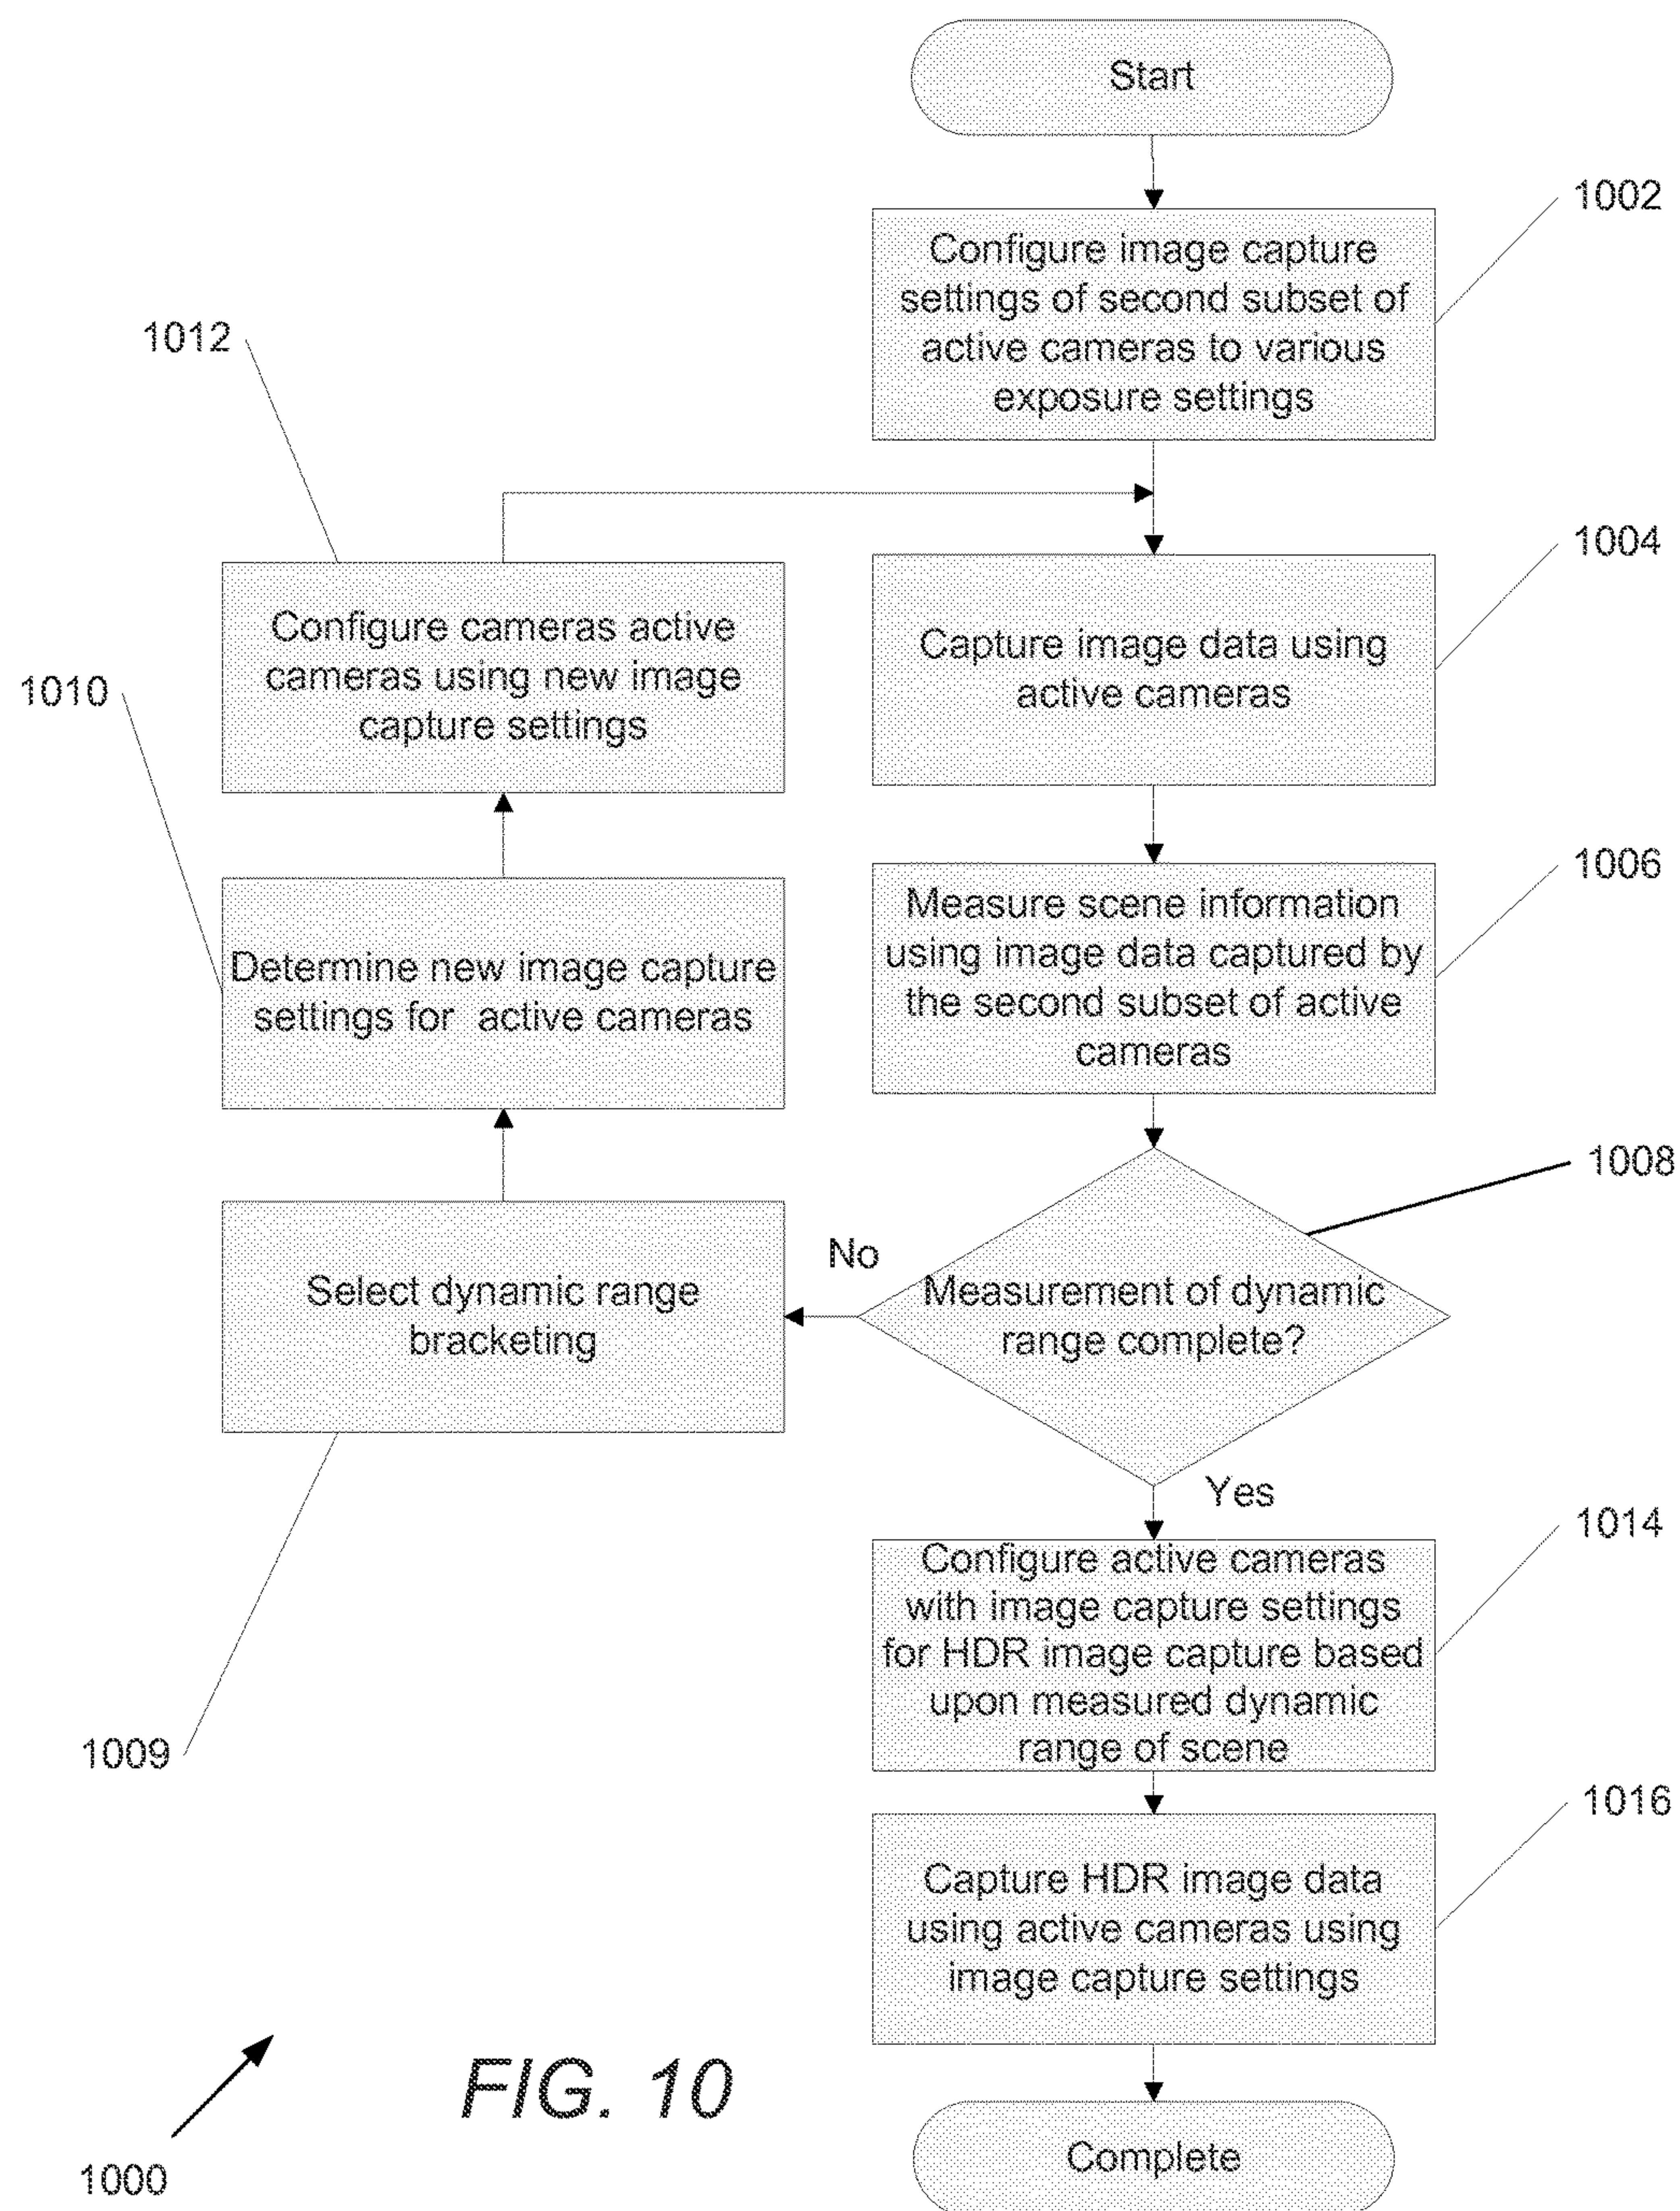 Start
1002
Configure image capture
settings of second subset of
active cameras to various
exposure settings
1012
1004
Configure cameras active
cameras using new image
capture settings
Capture image data using
active cameras
1010
1006
Measure scene information
using image data captured by
the second subset of active
cameras
Determine new image capture
settings for active cameras
1008
No
Measurement of dynamic
range complete?
Select dynamic range
bracketing
Yes
1014
Configure active cameras
with image capture settings
for HDR image capture based
upon measured dynamic
range of scene
1009
1016
Capture HDR image data
using active cameras using
image capture settings
FIG. 10
Complete
1000